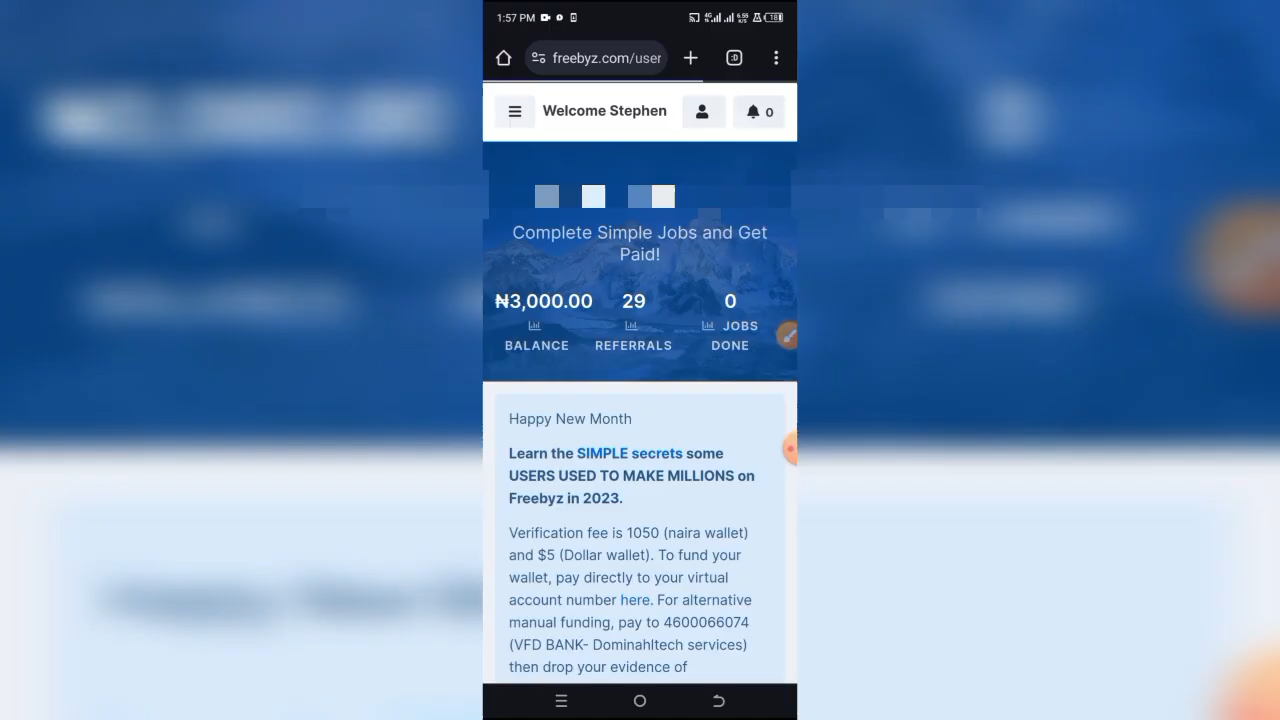 1:57 PM 4G 6.55 K/S 18
freebyz.com/user :D
Welcome Stephen 0
Complete Simple Jobs and Get
Paid!
₦3,000.00 29 0
JOBS
BALANCE REFERRALS DONE
Happy New Month
Learn the SIMPLE secrets some
USERS USED TO MAKE MILLIONS on
Freebyz in 2023.
Verification fee is 1050 (naira wallet)
and $5 (Dollar wallet). To fund your
wallet, pay directly to your virtual
account number here. For alternative
manual funding, pay to 4600066074
(VFD BANK- Dominahltech services)
then drop your evidence of